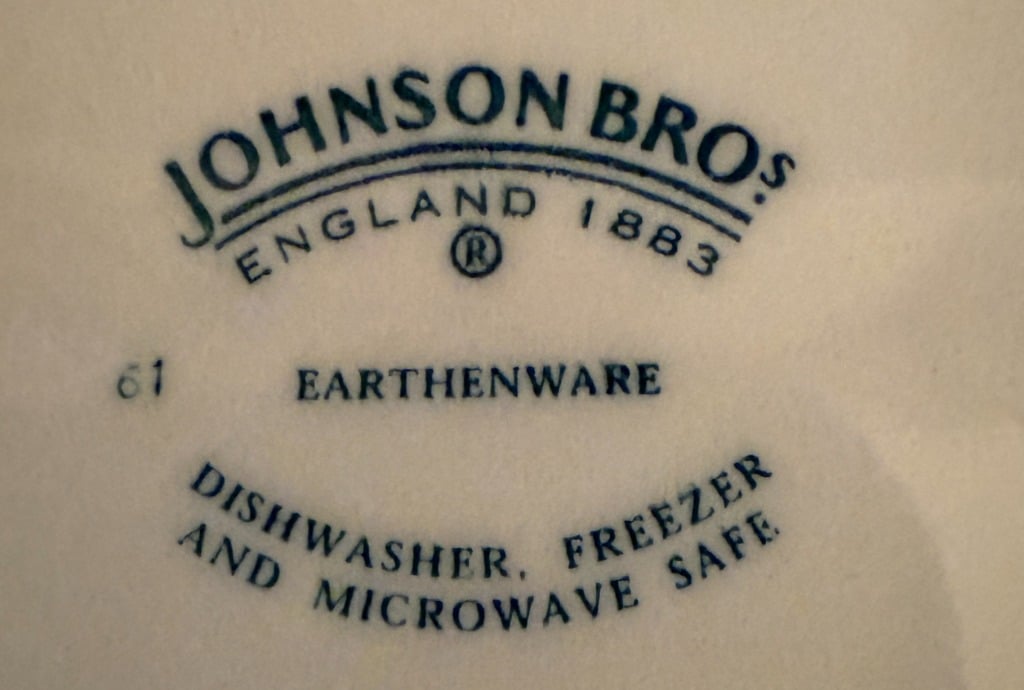 JOHNSON BROS.
ENGLAND 1883
®
61 EARTHENWARE
DISHWASHER, FREEZER
AND MICROWAVE SAFE